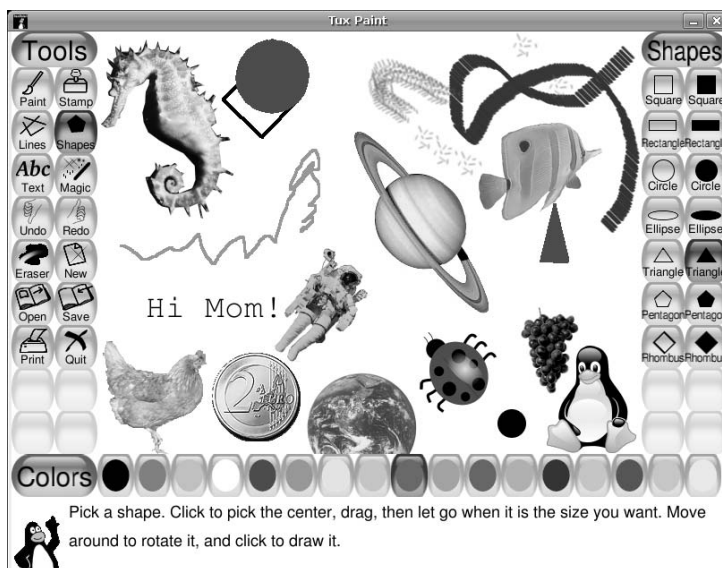 Tux Paint
Tools
Shapes
Paint Stamp
Square Square
Lines Shapes
Rectangle Rectangle
Abc
Text Magic
Circle Circle
Undo Redo
Ellipse Ellipse
Eraser New
Triangle Triangle
Open Save
Pentagon Pentagon
Print Quit
Rhombus Rhombus
Hi Mom!
2
Colors
Pick a shape. Click to pick the center, drag, then let go when it is the size you want. Move
around to rotate it, and click to draw it.